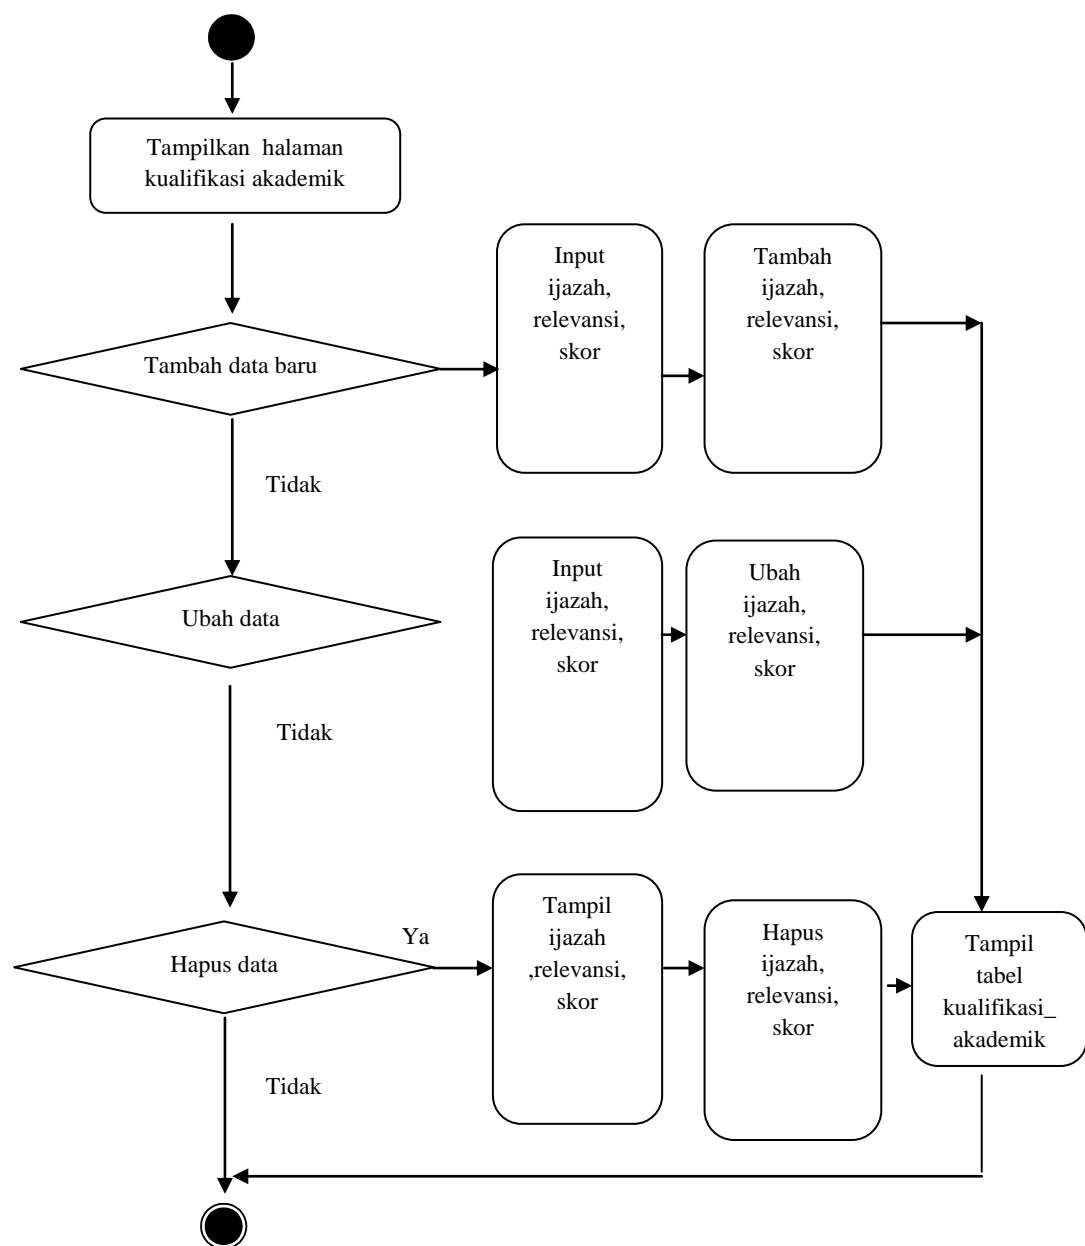 Tampilkan halaman
kualifikasi akademik
Input
ijazah,
relevansi,
skor
Tambah
ijazah,
relevansi,
skor
Tambah data baru
Tidak
Input
ijazah,
relevansi,
skor
Ubah
ijazah,
relevansi,
skor
Ubah data
Tidak
Ya
Hapus data
Tampil
ijazah
,relevansi,
skor
Hapus
ijazah,
relevansi,
skor
Tampil
tabel
kualifikasi_
akademik
Tidak